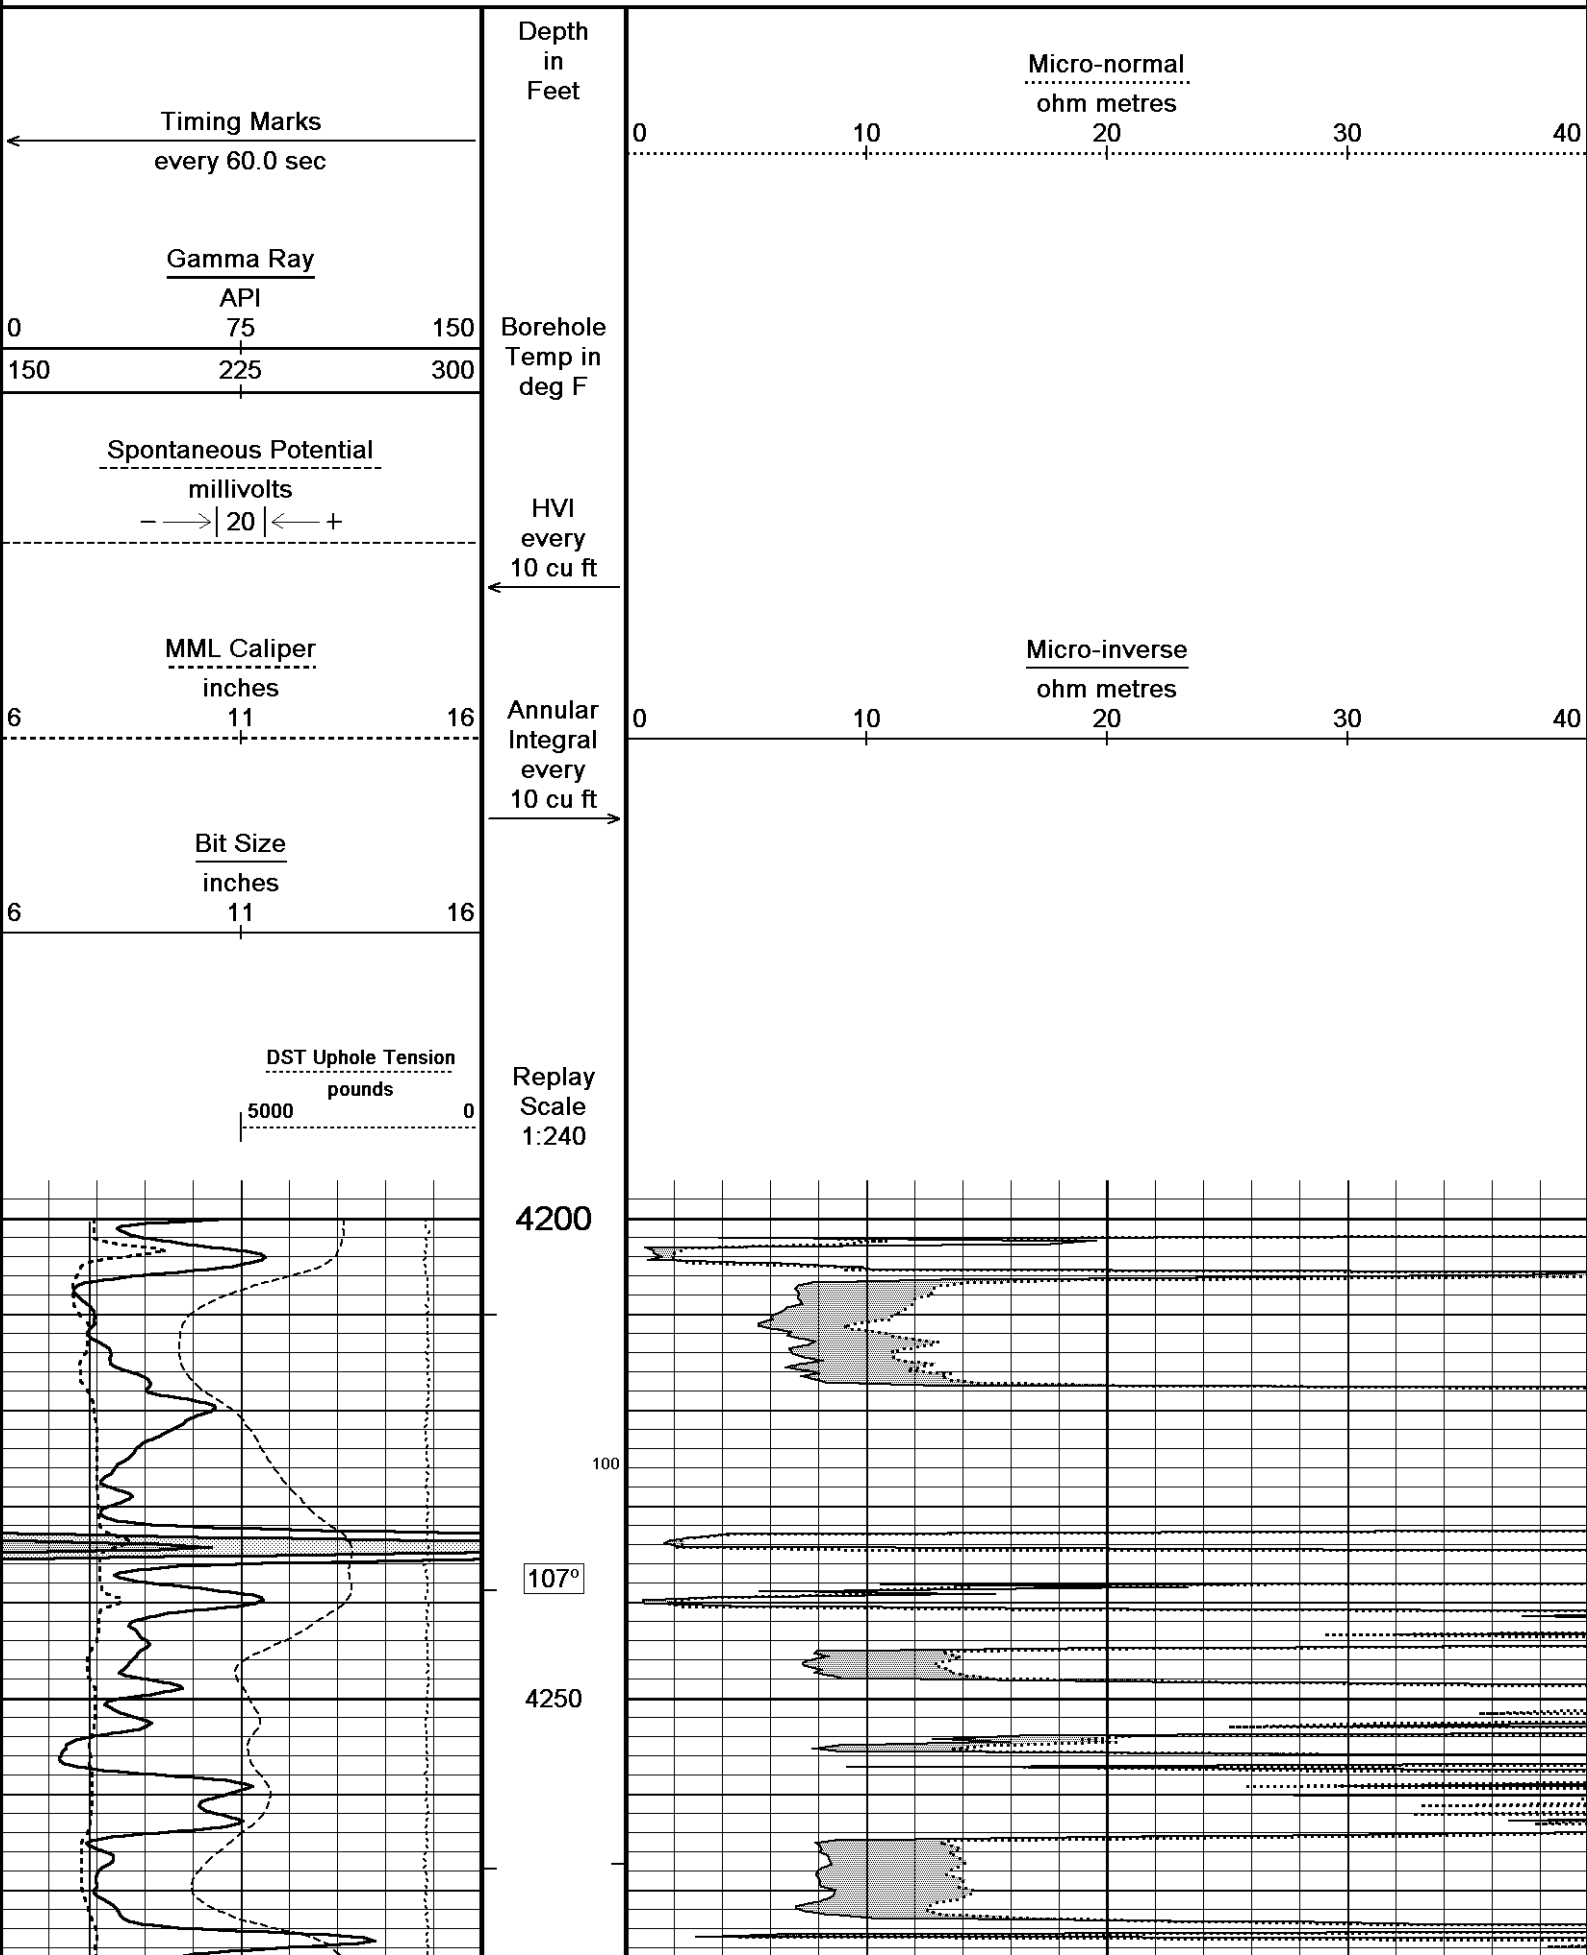 Timing Marks
every 60.0 sec
Gamma Ray
API
0 75 150
150 225 300
Spontaneous Potential
millivolts
− 20 +
MML Caliper
inches
6 11 16
Bit Size
inches
6 11 16
DST Uphole Tension
pounds
5000 0
Depth
in
Feet
Borehole
Temp in
deg F
HVI
every
10 cu ft
Annular
Integral
every
10 cu ft
Replay
Scale
1:240
4200
100
107°
4250
Micro-normal
ohm metres
0 10 20 30 40
Micro-inverse
ohm metres
0 10 20 30 40